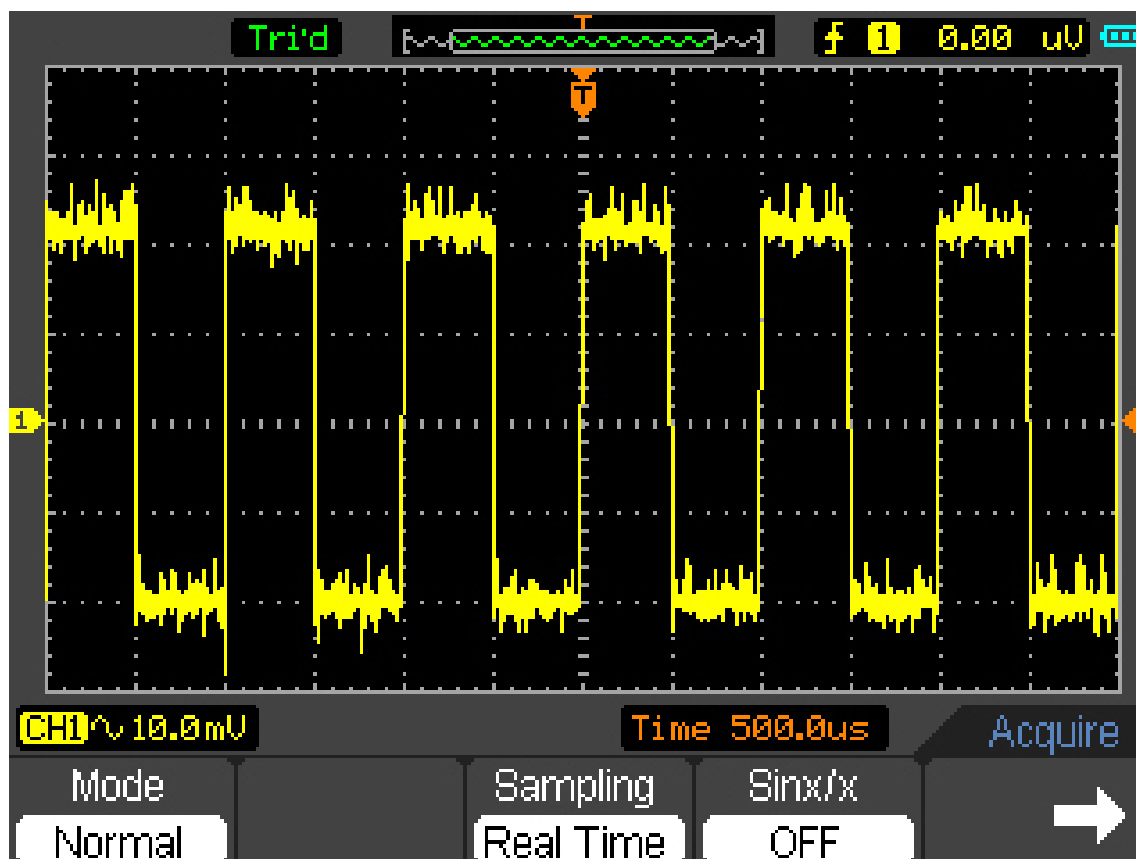 Tri'd T 1 0.00 uV
T
1
CH1 10.0mV Time 500.0us Acquire
Mode Sampling Sinx/x
Normal Real Time OFF